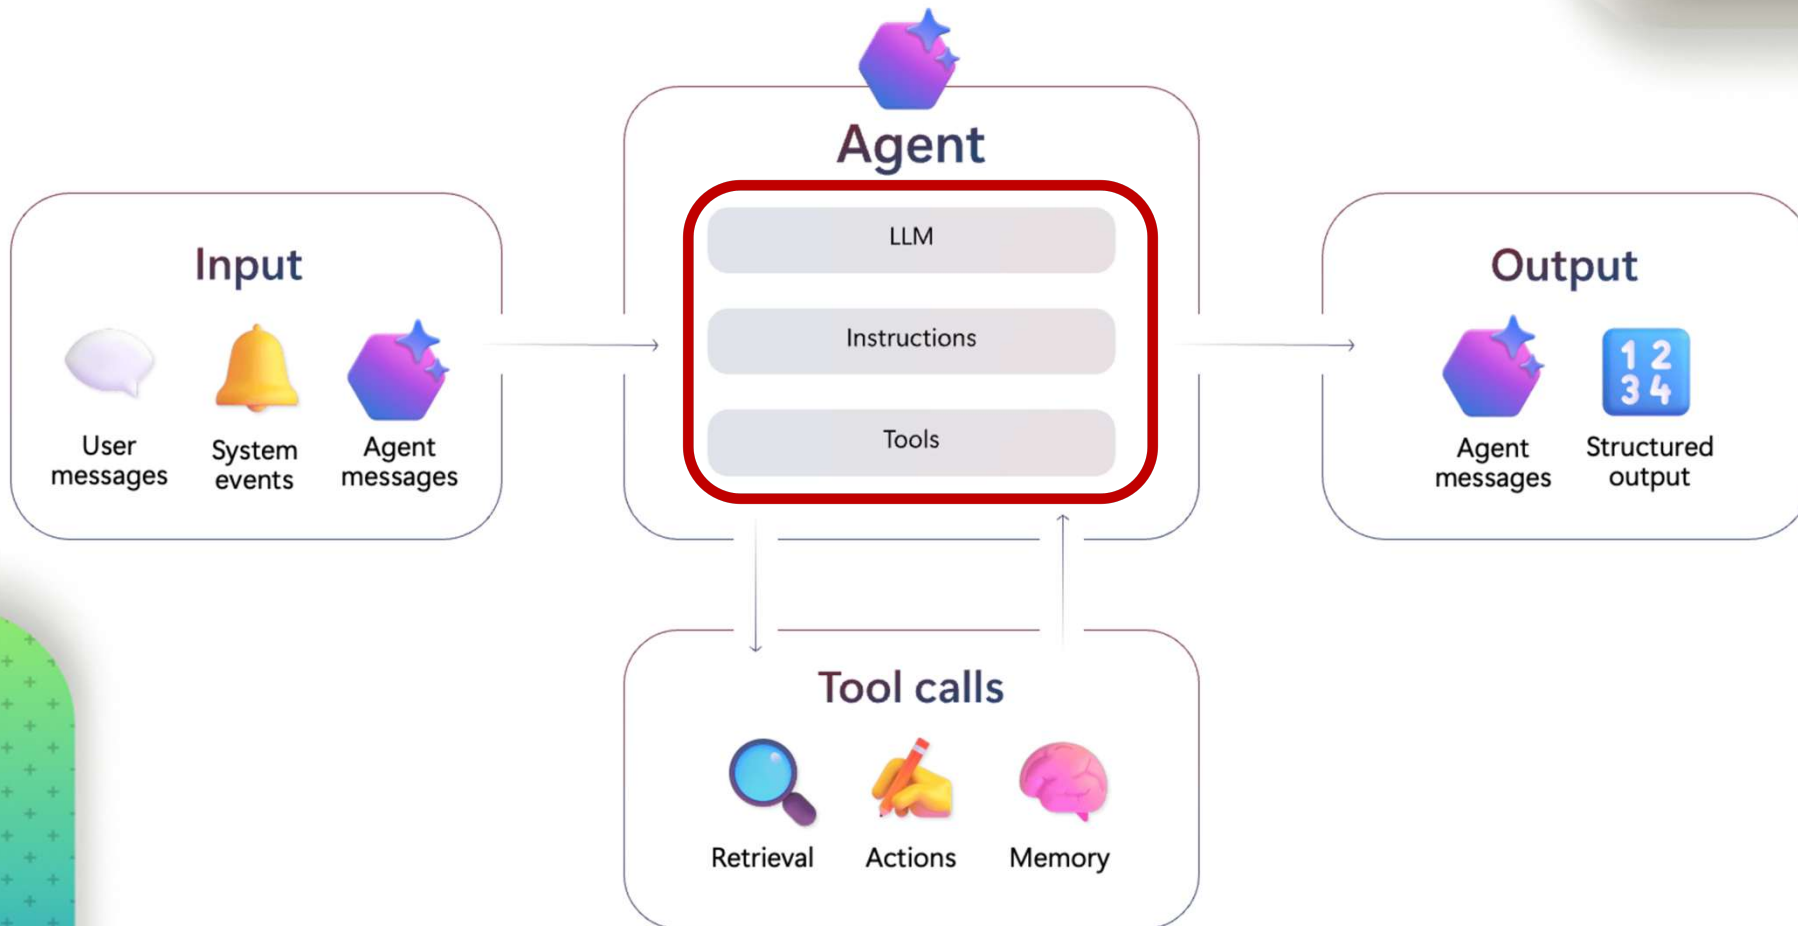 Agent
LLM
Instructions
Tools
Input
User
messages
System
events
Agent
messages
Output
Agent
messages
Structured
output
1 2
3 4
Tool calls
Retrieval
Actions
Memory